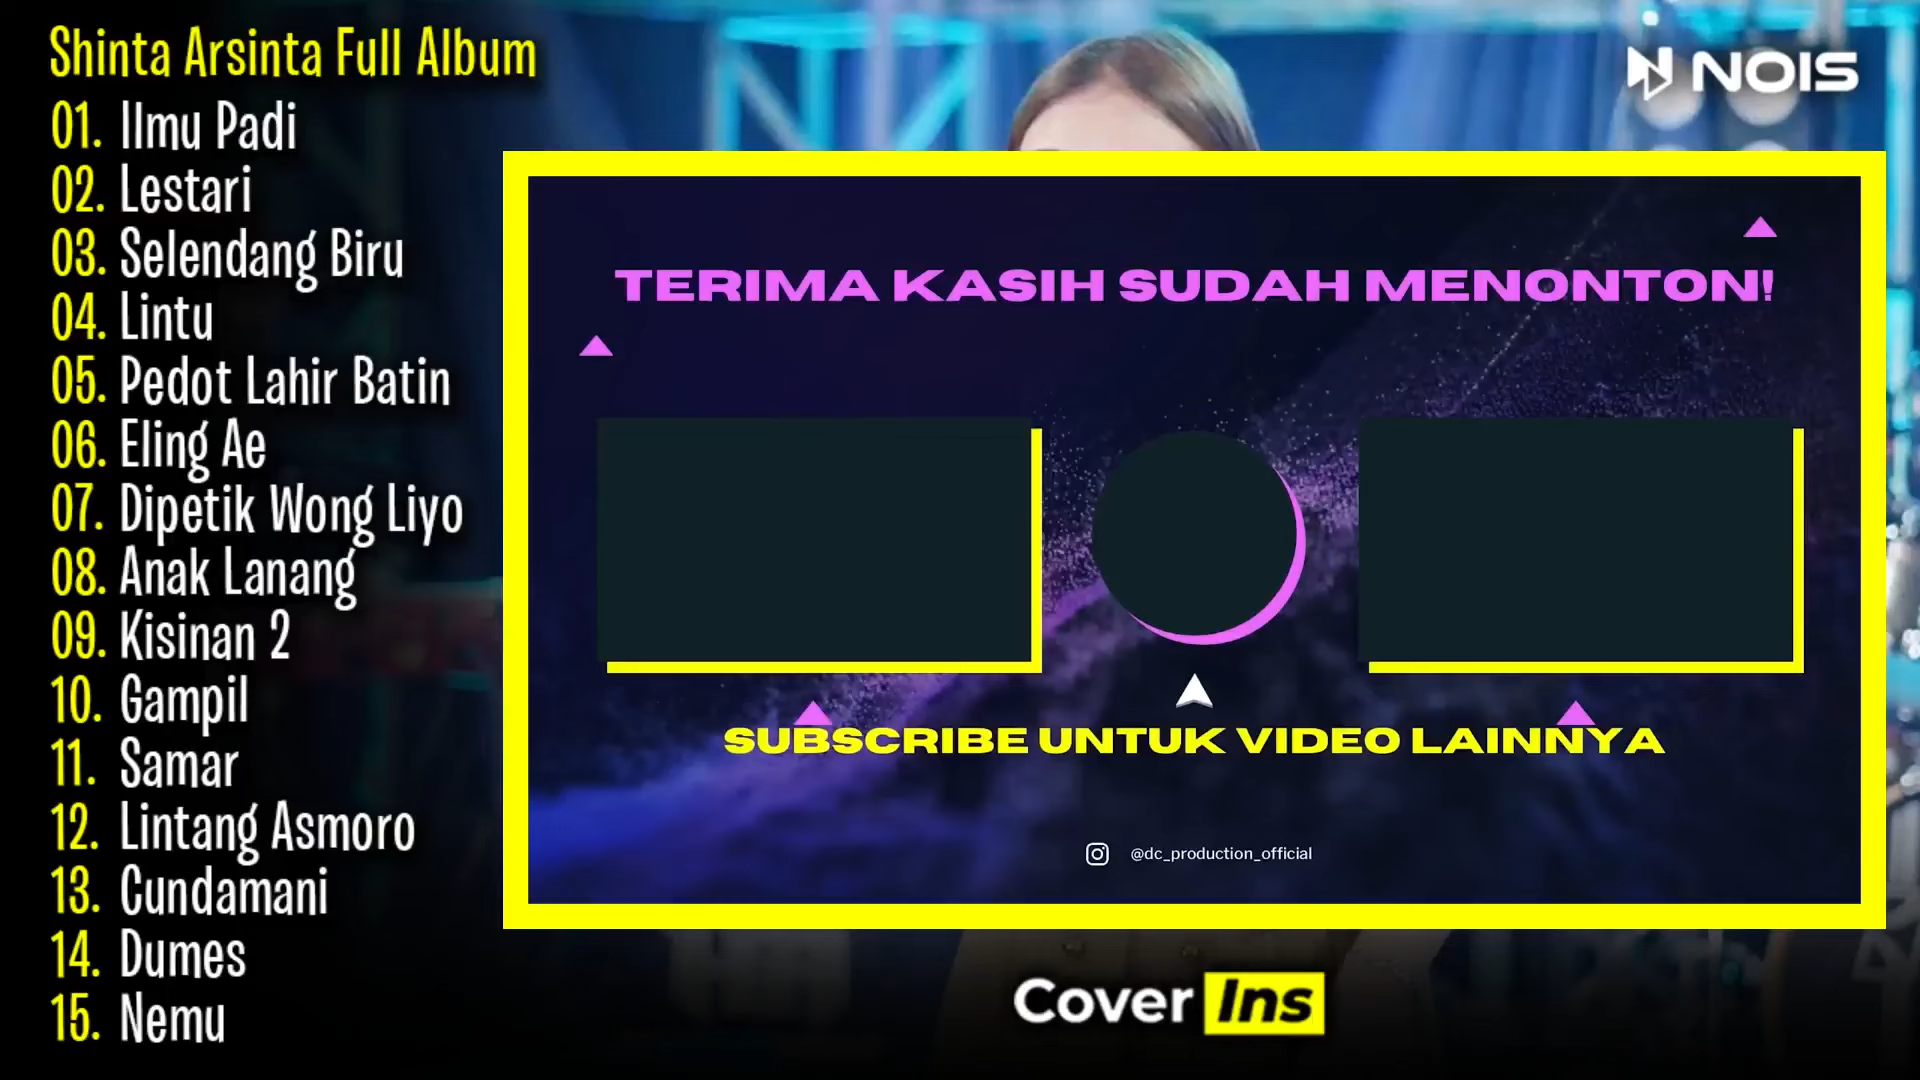 Shinta Arsinta Full Album
01. Ilmu Padi
02. Lestari
03. Selendang Biru
04. Lintu
05. Pedot Lahir Batin
06. Eling Ae
07. Dipetik Wong Liyo
08. Anak Lanang
09. Kisinan 2
10. Gampil
11. Samar
12. Lintang Asmoro
13. Cundamani
14. Dumes
15. Nemu
NOIS
TERIMA KASIH SUDAH MENONTON!
SUBSCRIBE UNTUK VIDEO LAINNYA
@dc_production_official
Cover Ins